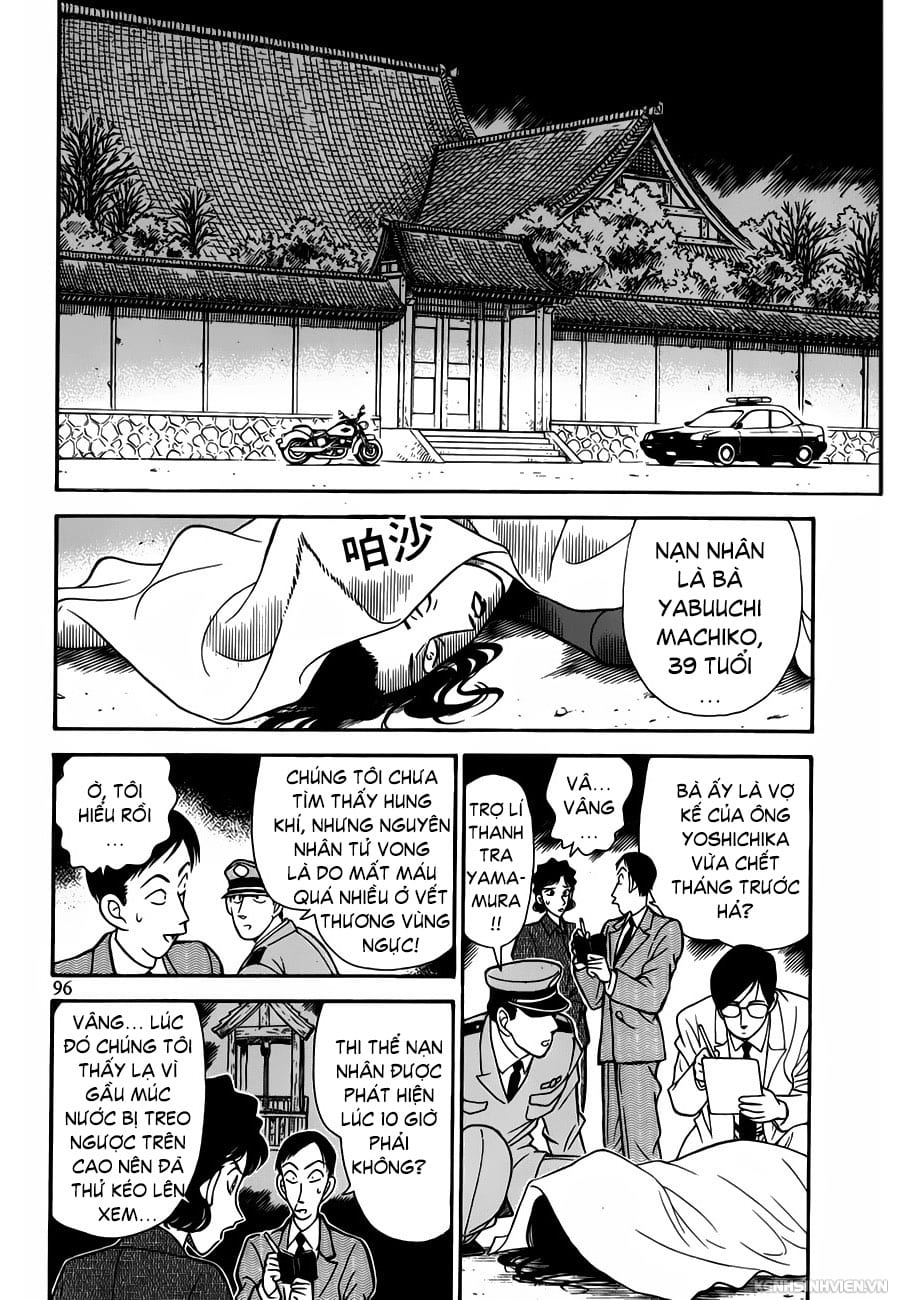 咱沙
NẠN NHÂN
LÀ BÀ
YABUUCHI
MACHIKO,
39 TUỔI
...
BÀ ẤY LÀ VỢ
KẾ CỦA ÔNG
YOSHICHIKA
VỪA CHẾT
THÁNG TRƯỚC
HẢ?
VÂ...
VÂNG
...
TRỢ LÍ
THANH
TRA
YAMA-
MURA
!!
CHÚNG TÔI CHƯA
TÌM THẤY HUNG
KHÍ, NHƯNG NGUYÊN
NHÂN TỬ VONG
LÀ DO MẤT MÁU
QUÁ NHIỀU Ở VẾT
THƯƠNG VÙNG
NGỰC!
Ờ, TÔI
HIỂU RỒI
...
96
THI THỂ NẠN
NHÂN ĐƯỢC
PHÁT HIỆN
LÚC 10 GIỜ
PHẢI
KHÔNG?
VÂNG... LÚC
ĐÓ CHÚNG TÔI
THẤY LẠ VÌ
GẦU MÚC
NƯỚC BỊ TREO
NGƯỢC TRÊN
CAO NÊN ĐÃ
THỬ KÉO LÊN
XEM...
KENHSINHVIEN.VN